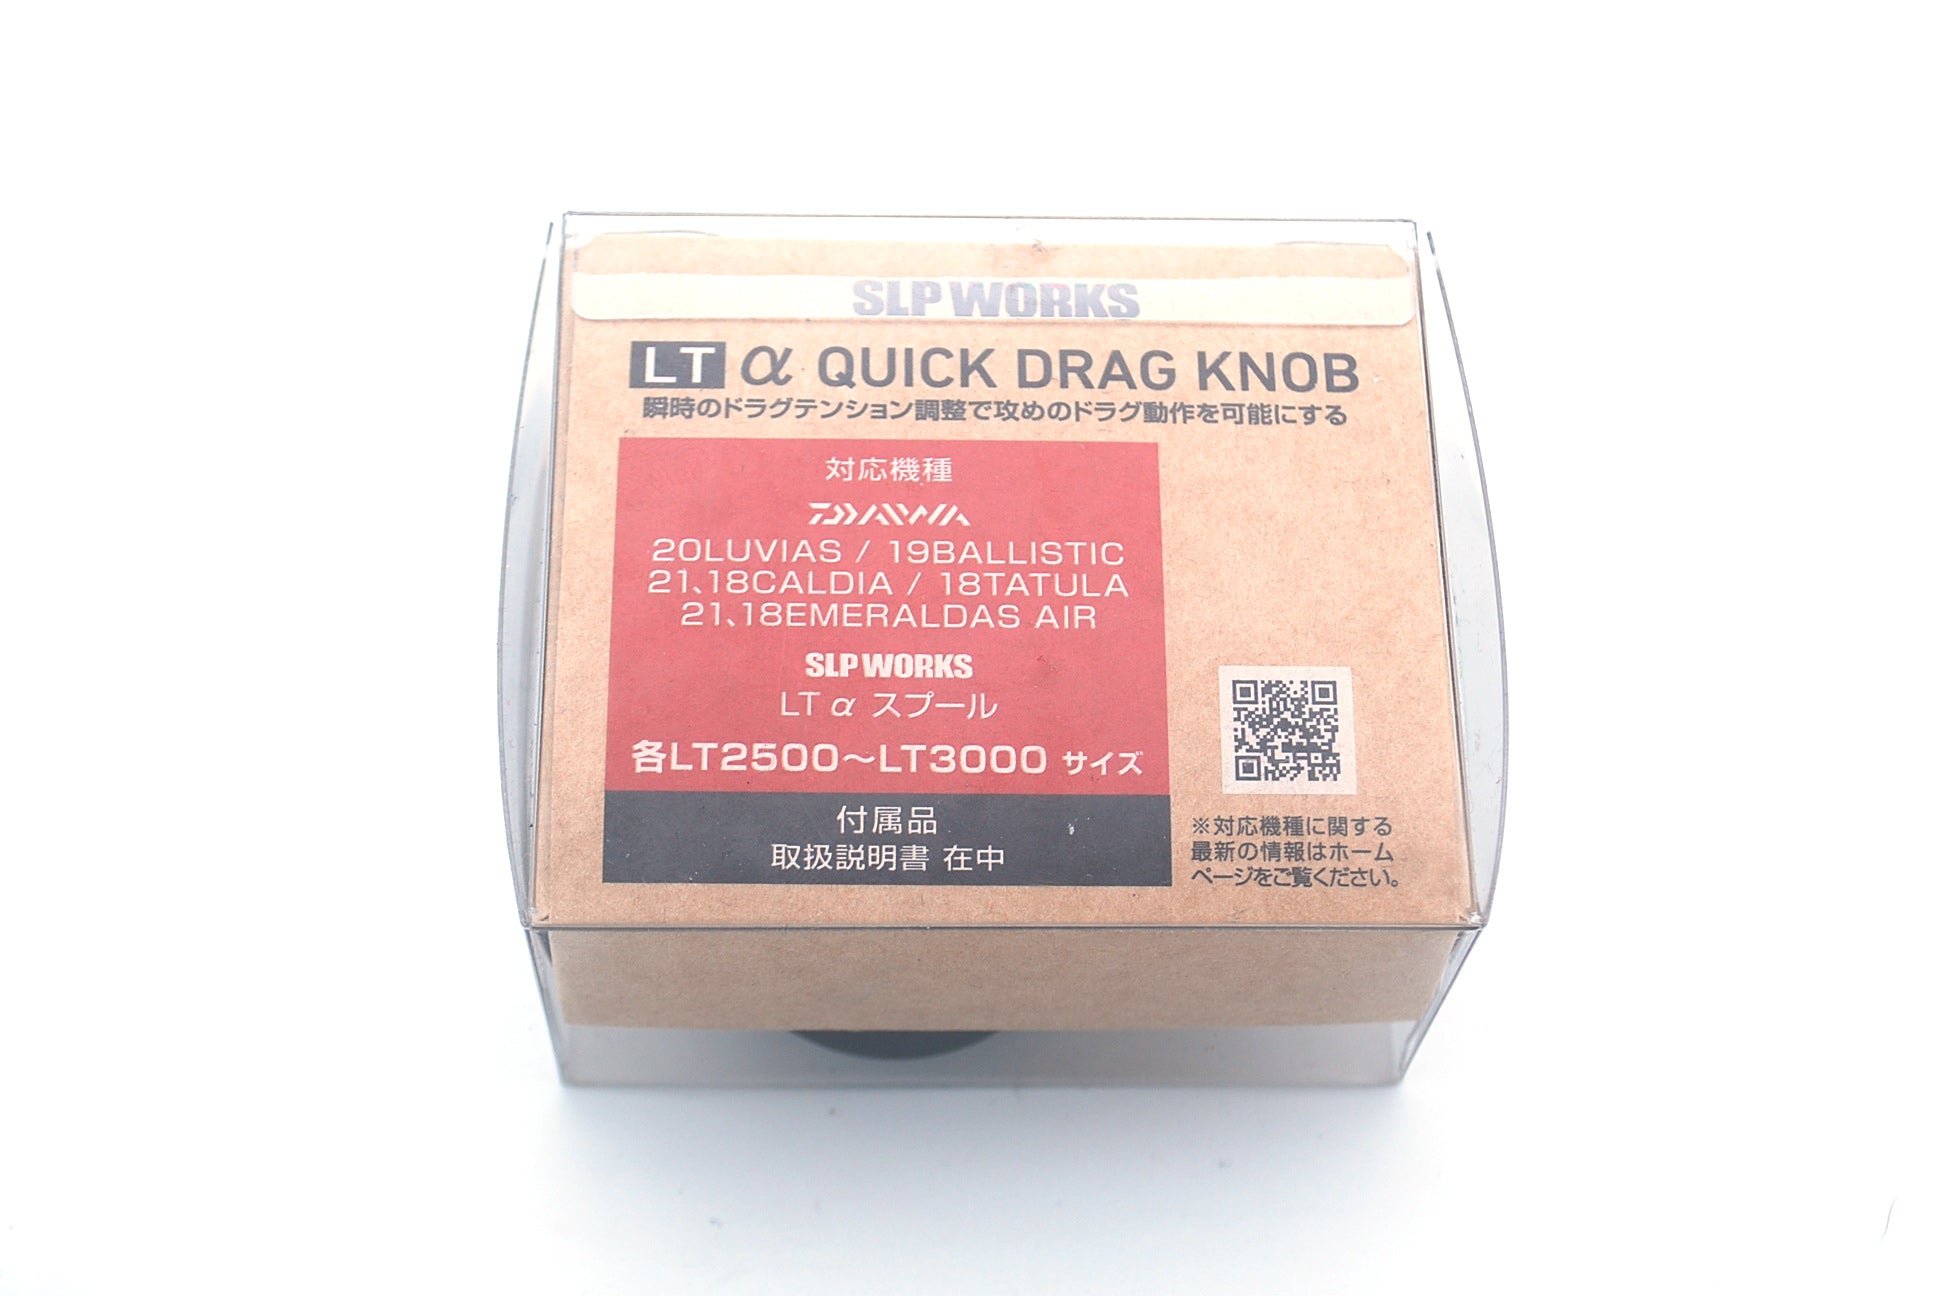 SLP WORKS
LT α QUICK DRAG KNOB
瞬時のドラグテンション調整で攻めのドラグ動作を可能にする
対応機種
DAIWA
20LUVIAS / 19BALLISTIC
21、18CALDIA / 18TATULA
21、18EMERALDAS AIR
SLP WORKS
LT α スプール
各LT2500～LT3000 サイズ
付属品
取扱説明書 在中
※対応機種に関する
最新の情報はホーム
ページをご覧ください。